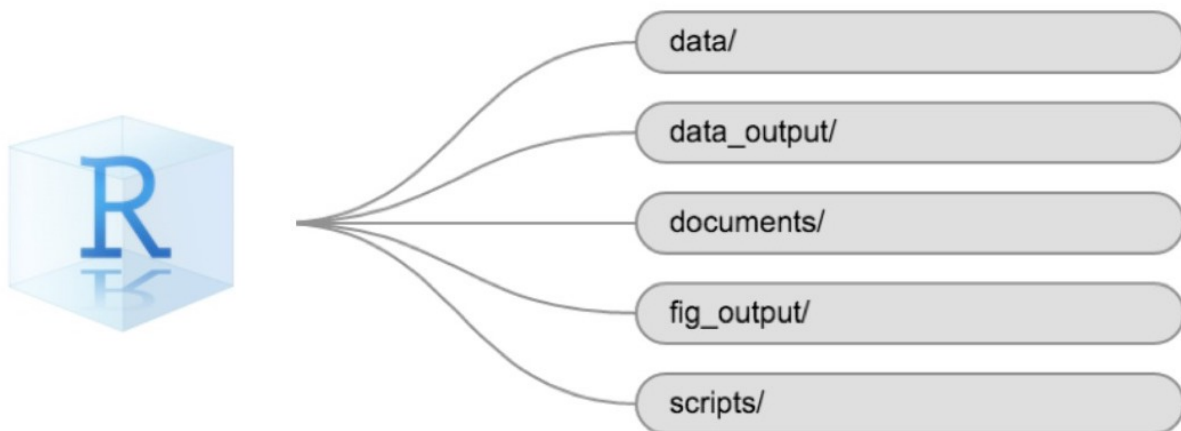 R
data/
data_output/
documents/
fig_output/
scripts/